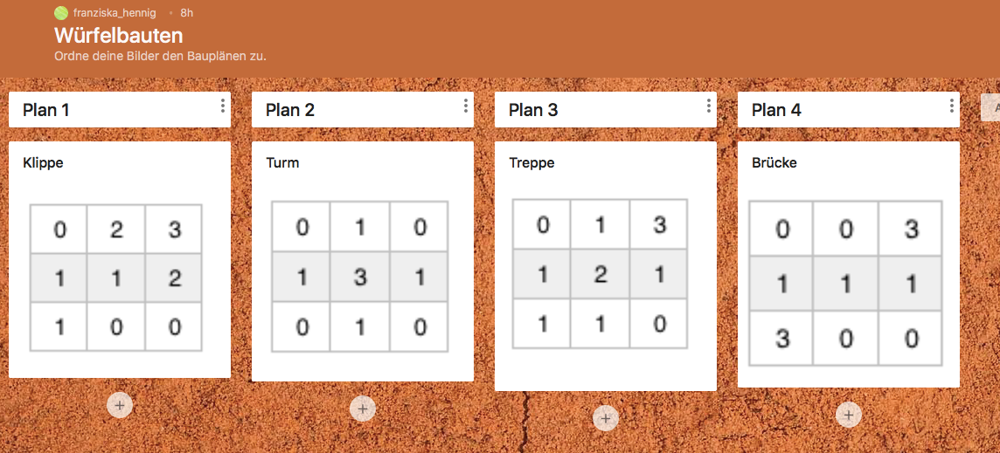 franziska_hennig • 8h
Würfelbauten
Ordne deine Bilder den Bauplänen zu.
Plan 1
Klippe
0 2 3
1 1 2
1 0 0
Plan 2
Turm
0 1 0
1 3 1
0 1 0
Plan 3
Treppe
0 1 3
1 2 1
1 1 0
Plan 4
Brücke
0 0 3
1 1 1
3 0 0